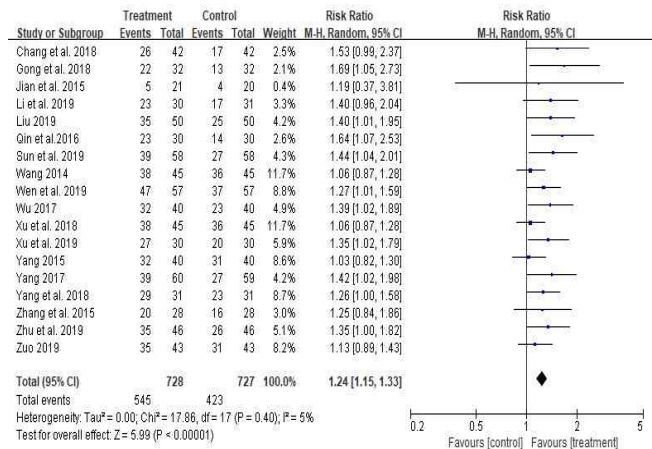 Treatment Control Risk Ratio Risk Ratio
Study or Subgroup Events Total Events Total Weight M-H, Random, 95% CI M-H, Random, 95% CI
Chang et al. 2018 26 42 17 42 2.5% 1.53 [0.99, 2.37]
Gong et al. 2018 22 32 13 32 2.1% 1.69 [1.05, 2.73]
Jian et al. 2015 5 21 4 20 0.4% 1.19 [0.37, 3.81]
Li et al. 2019 23 30 17 31 3.3% 1.40 [0.96, 2.04]
Liu 2019 35 50 25 50 4.3% 1.40 [1.01, 1.95]
Qin et al.2016 23 30 14 30 2.6% 1.64 [1.07, 2.53]
Sun et al. 2019 39 58 27 58 4.1% 1.44 [1.04, 2.01]
Wang 2014 38 45 36 45 11.7% 1.06 [0.87, 1.28]
Wen et al. 2019 47 57 37 57 8.5% 1.27 [1.01, 1.59]
Wu 2017 32 40 23 40 4.9% 1.39 [1.02, 1.89]
Xu et al. 2018 38 45 36 45 11.7% 1.06 [0.87, 1.28]
Xu et al. 2019 27 30 20 30 5.9% 1.35 [1.02, 1.79]
Yang 2015 32 40 31 40 8.6% 1.03 [0.82, 1.30]
Yang 2017 39 60 27 59 4.1% 1.42 [1.02, 1.98]
Yang et al. 2018 29 31 23 31 8.6% 1.26 [1.00, 1.58]
Zhang et al. 2015 20 28 16 28 3.3% 1.25 [0.84, 1.86]
Zhu et al. 2019 35 46 26 46 5.1% 1.35 [1.00, 1.82]
Zuo 2019 35 43 31 43 8.2% 1.13 [0.89, 1.43]
Total (95% CI) 728 727 100.0% 1.24 [1.15, 1.33]
Total events 545 423
Heterogeneity: Tau² = 0.00; Chi² = 17.86, df = 17 (P = 0.40); I² = 5%
Test for overall effect: Z = 5.99 (P < 0.00001)
0.2 0.5 1 2 5
Favours [control] Favours [treatment]